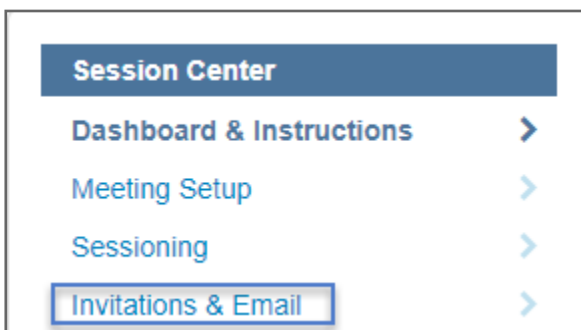 Session Center
Dashboard & Instructions
Meeting Setup
Sessioning
Invitations & Email